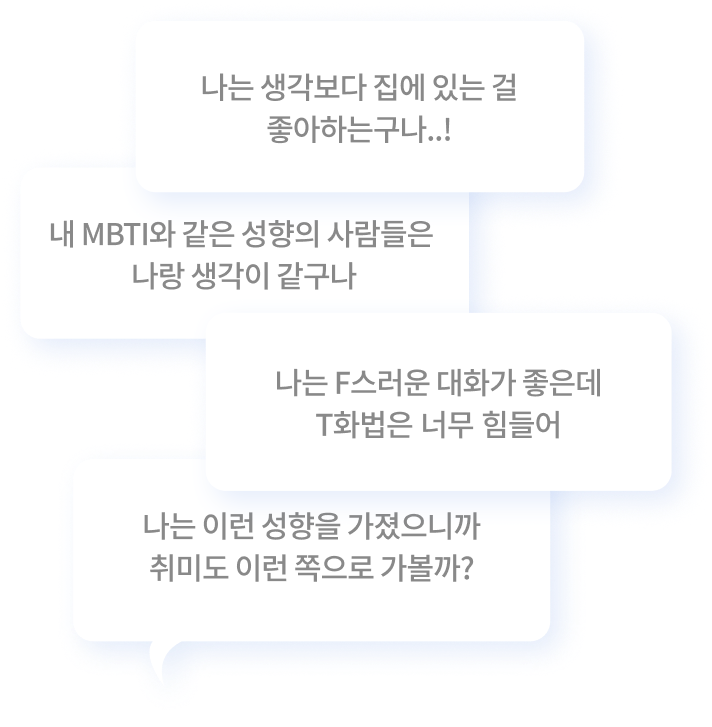 나는 생각보다 집에 있는 걸
좋아하는구나..!
내 MBTI와 같은 성향의 사람들은
나랑 생각이 같구나
나는 F스러운 대화가 좋은데
T화법은 너무 힘들어
나는 이런 성향을 가졌으니까
취미도 이런 쪽으로 가볼까?